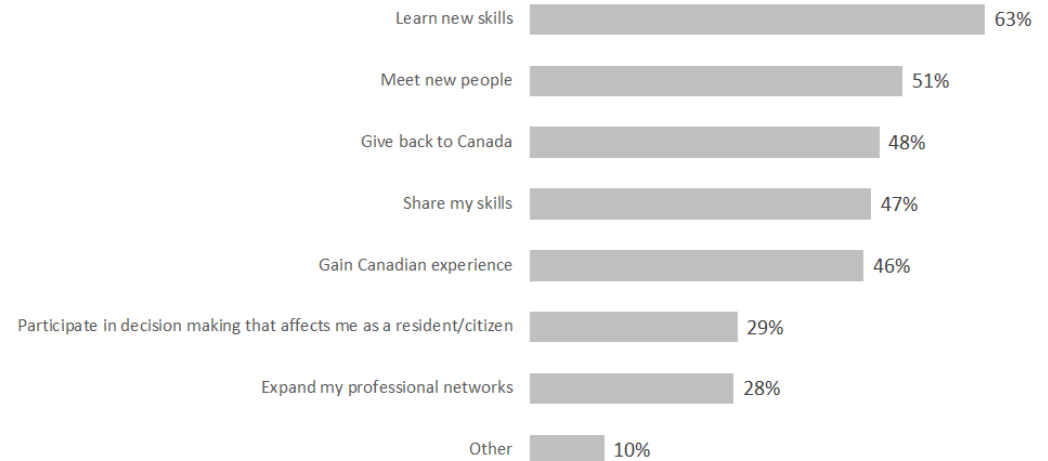 Learn new skills 63%
Meet new people 51%
Give back to Canada 48%
Share my skills 47%
Gain Canadian experience 46%
Participate in decision making that affects me as a resident/citizen 29%
Expand my professional networks 28%
Other 10%